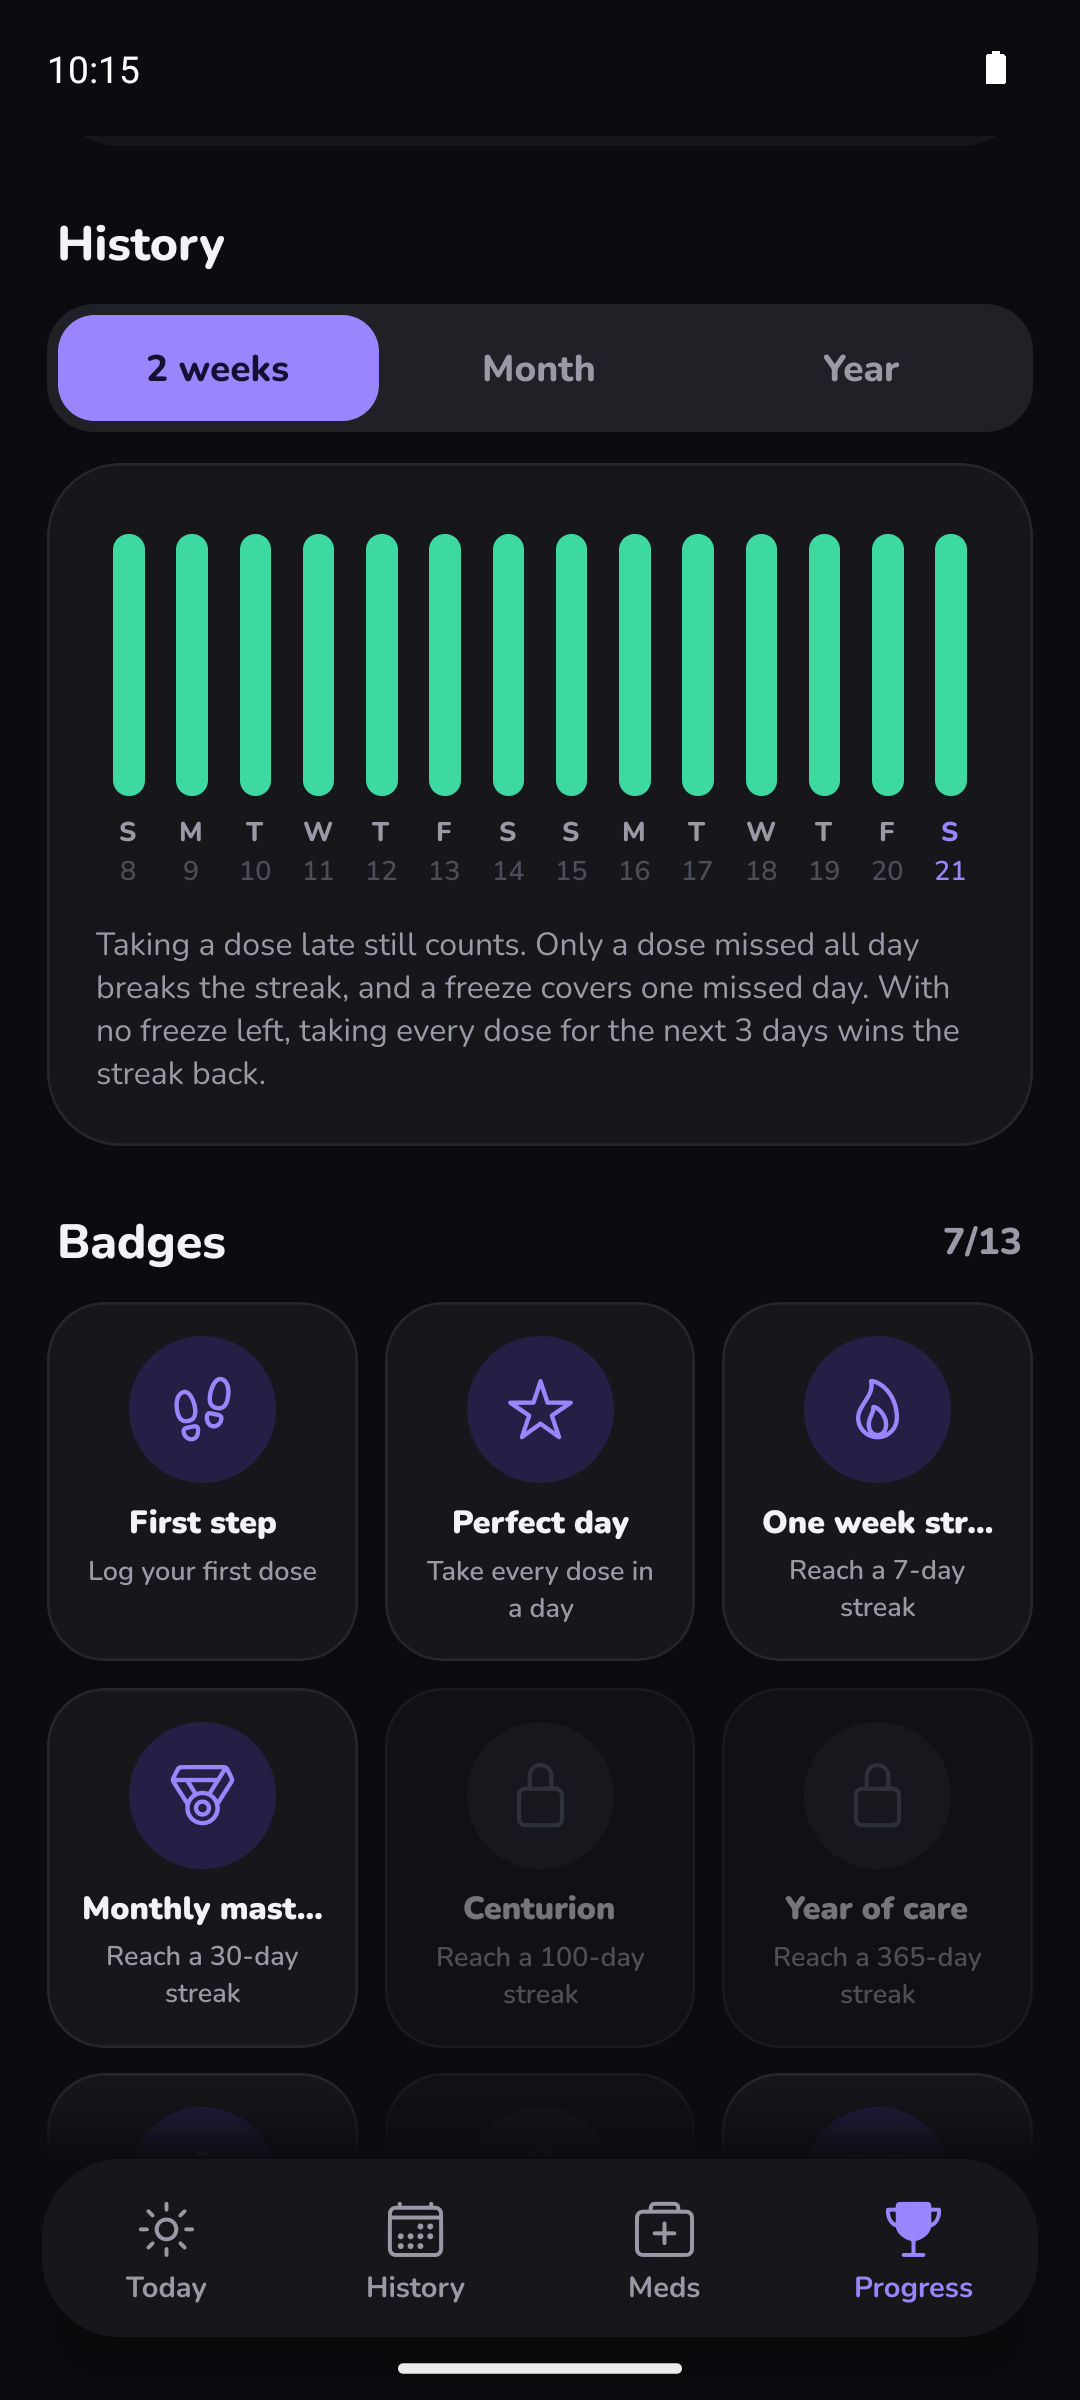 10:15
History
2 weeks Month Year
S M T W T F S S M T W T F S
8 9 10 11 12 13 14 15 16 17 18 19 20 21
Taking a dose late still counts. Only a dose missed all day
breaks the streak, and a freeze covers one missed day. With
no freeze left, taking every dose for the next 3 days wins the
streak back.
Badges 7/13
First step
Log your first dose
Perfect day
Take every dose in
a day
One week str...
Reach a 7-day
streak
Monthly mast...
Reach a 30-day
streak
Centurion
Reach a 100-day
streak
Year of care
Reach a 365-day
streak
Today History Meds Progress